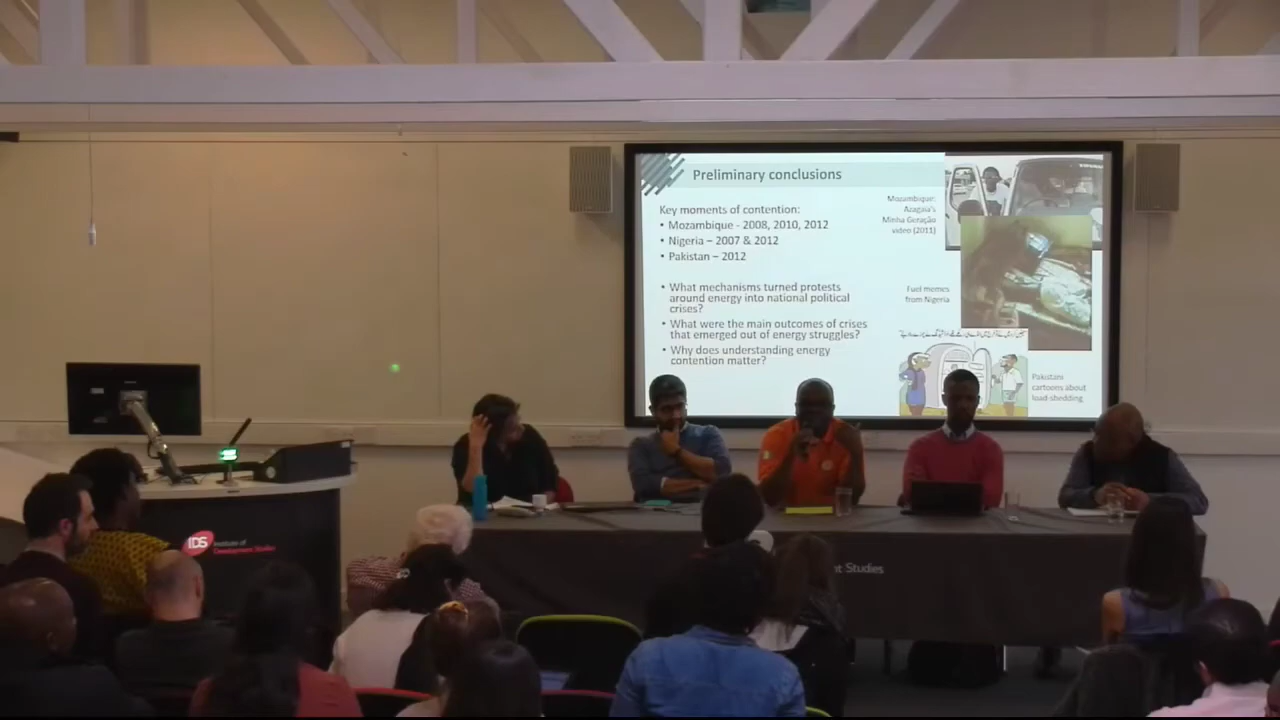 Preliminary conclusions
Key moments of contention:
• Mozambique - 2008, 2010, 2012
• Nigeria – 2007 & 2012
• Pakistan – 2012
• What mechanisms turned protests
around energy into national political
crises?
• What were the main outcomes of crises
that emerged out of energy struggles?
• Why does understanding energy
contention matter?
Mozambique:
Azagaia's
Minha Geração
video (2011)
Fuel memes
from Nigeria
Pakistani
cartoons about
load-shedding
IDS
Institute of
Development Studies
nt Studies